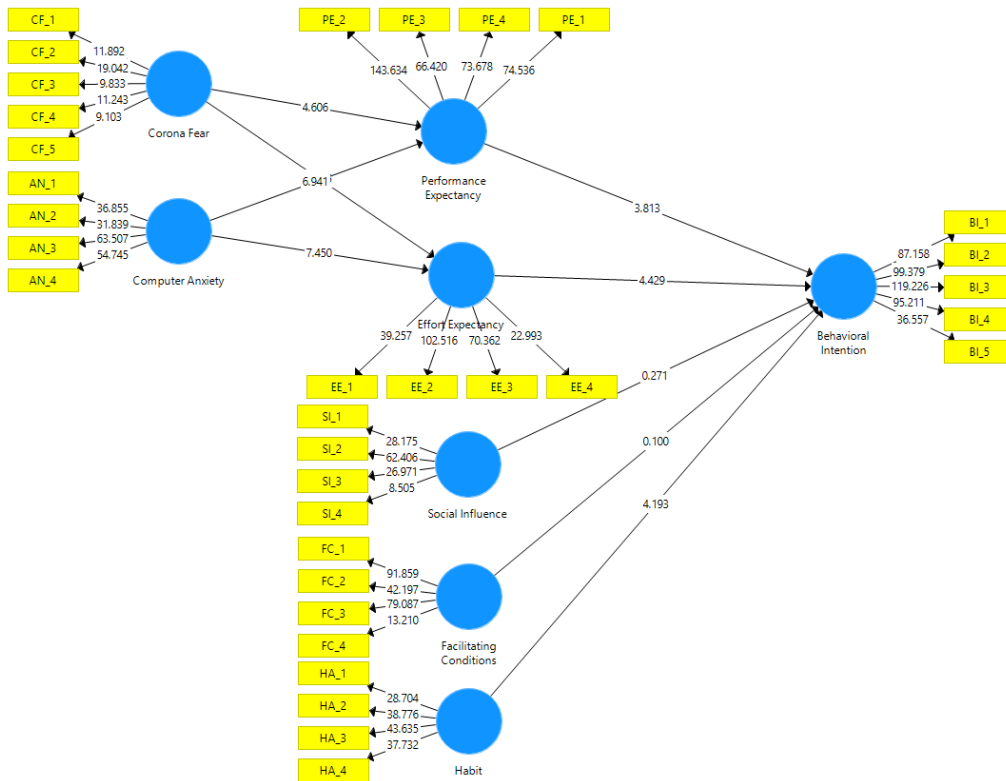 CF_1
CF_2
CF_3
CF_4
CF_5
11.892
19.042
9.833
11.243
9.103
Corona Fear
AN_1
AN_2
AN_3
AN_4
36.855
31.839
63.507
54.745
Computer Anxiety
PE_2
PE_3
PE_4
PE_1
143.634
66.420
73.678
74.536
Performance
Expectancy
4.606
6.941
7.450
3.813
4.429
Effort Expectancy
39.257
102.516
70.362
22.993
EE_1
EE_2
EE_3
EE_4
SI_1
SI_2
SI_3
SI_4
28.175
62.406
26.971
8.505
Social Influence
0.271
FC_1
FC_2
FC_3
FC_4
91.859
42.197
79.087
13.210
Facilitating
Conditions
0.100
HA_1
HA_2
HA_3
HA_4
28.704
38.776
43.635
37.732
Habit
4.193
Behavioral
Intention
87.158
99.379
119.226
95.211
36.557
BI_1
BI_2
BI_3
BI_4
BI_5